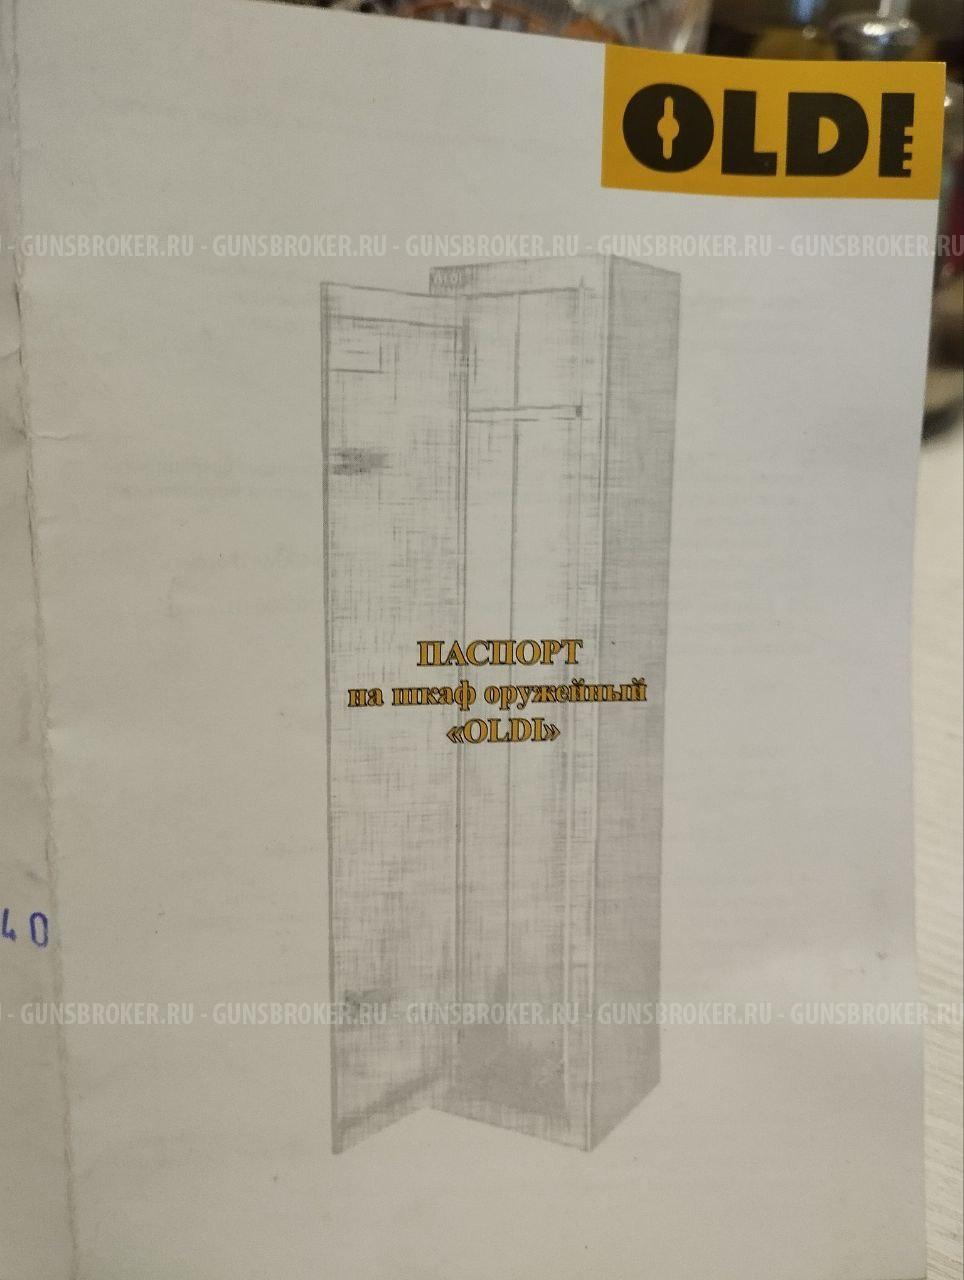 OLDI
- GUNSBROKER.RU - GUNSBROKER.RU - GUNSBROKER.RU - GUNSBROKER.RU - GUNSBROKER.RU
OLDI
ПАСПОРТ
на шкаф оружейный
«OLDI»
40
- GUNSBROKER.RU - GUNSBROKER.RU - GUNSBROKER.RU - GUNSBROKER.RU - GUNSBROKER.RU